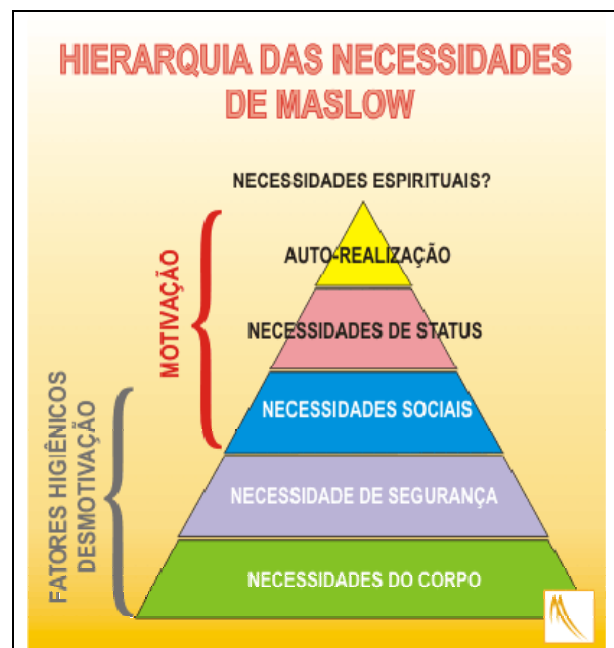 HIERARQUIA DAS NECESSIDADES
DE MASLOW
NECESSIDADES ESPIRITUAIS?
AUTO-REALIZAÇÃO
NECESSIDADES DE STATUS
NECESSIDADES SOCIAIS
NECESSIDADE DE SEGURANÇA
NECESSIDADES DO CORPO
MOTIVAÇÃO
FATORES HIGIÊNICOS
DESMOTIVAÇÃO